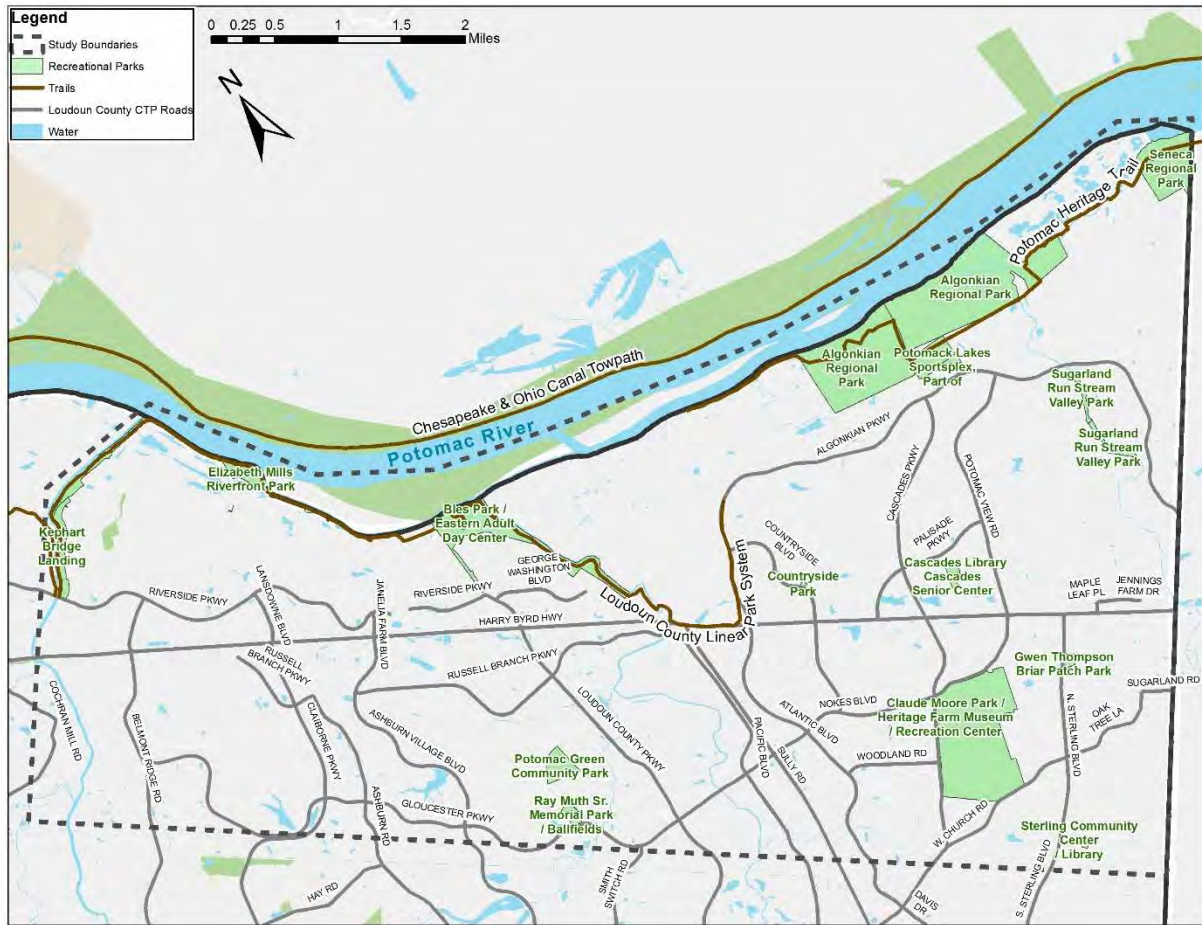 Legend
Study Boundaries
Recreational Parks
Trails
Loudoun County CTP Roads
Water
0 0.25 0.5 1 1.5 2
Miles
N
Seneca
Regional
Park
Potomac Heritage Trail
Algonkian
Regional Park
Algonkian
Regional
Park
Potomack Lakes
Sportsplex,
Part of
Sugarland
Run Stream
Valley Park
Sugarland
Run Stream
Valley Park
Chesapeake & Ohio Canal Towpath
Potomac River
ALGONKIAN PKWY
CASCADES PKWY
POTOMAC VIEW RD
Elizabeth Mills
Riverfront Park
Bles Park /
Eastern Adult
Day Center
Kephart
Bridge
Landing
COUNTRYSIDE
BLVD
PALISADE
PKWY
Countryside
Park
Cascades Library
Cascades
Senior Center
MAPLE
LEAF PL
JENNINGS
FARM DR
GEORGE
WASHINGTON
BLVD
RIVERSIDE PKWY
LANSDOWNE BLVD
JANELIA FARM BLVD
RIVERSIDE PKWY
HARRY BYRD HWY
Loudoun County Linear Park System
RUSSELL
BRANCH PKWY
RUSSELL BRANCH PKWY
Gwen Thompson
Briar Patch Park
SUGARLAND RD
COCHRAN MILL RD
BELMONT RIDGE RD
CLAIBORNE PKWY
ASHBURN VILLAGE BLVD
LOUDOUN COUNTY PKWY
PACIFIC BLVD
SULLY RD
ATLANTIC BLVD
NOKES BLVD
Claude Moore Park /
Heritage Farm Museum
/ Recreation Center
N. STERLING BLVD
OAK
TREE LA
WOODLAND RD
Potomac Green
Community Park
Ray Muth Sr.
Memorial Park
/ Ballfields
GLOUCESTER PKWY
ASHBURN RD
W. CHURCH RD
Sterling Community
Center
/ Library
HAY RD
SMITH
SWITCH RD
DAVIS
DR
S. STERLING BLVD